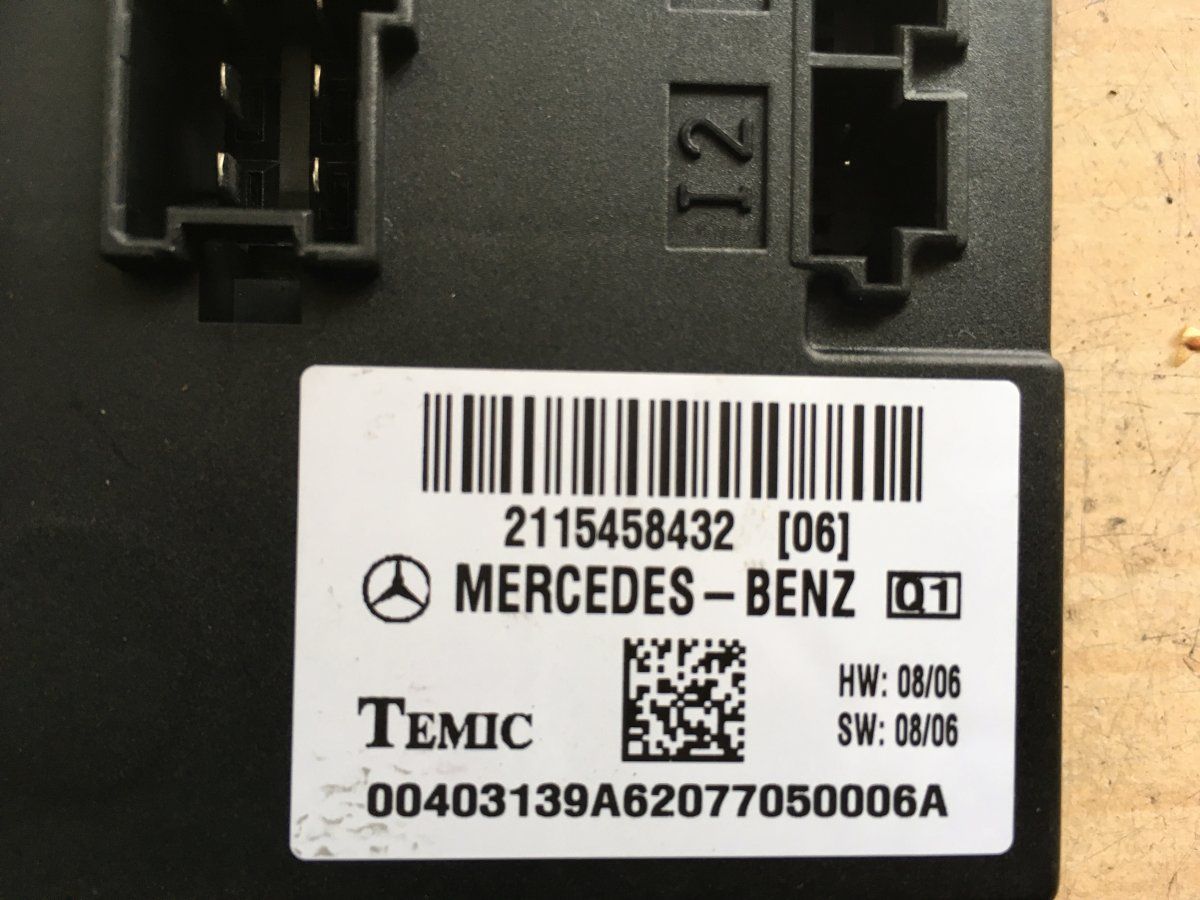 I2
2115458432 [06]
MERCEDES-BENZ Q1
HW: 08/06
TEMIC
SW: 08/06
00403139A62077050006A